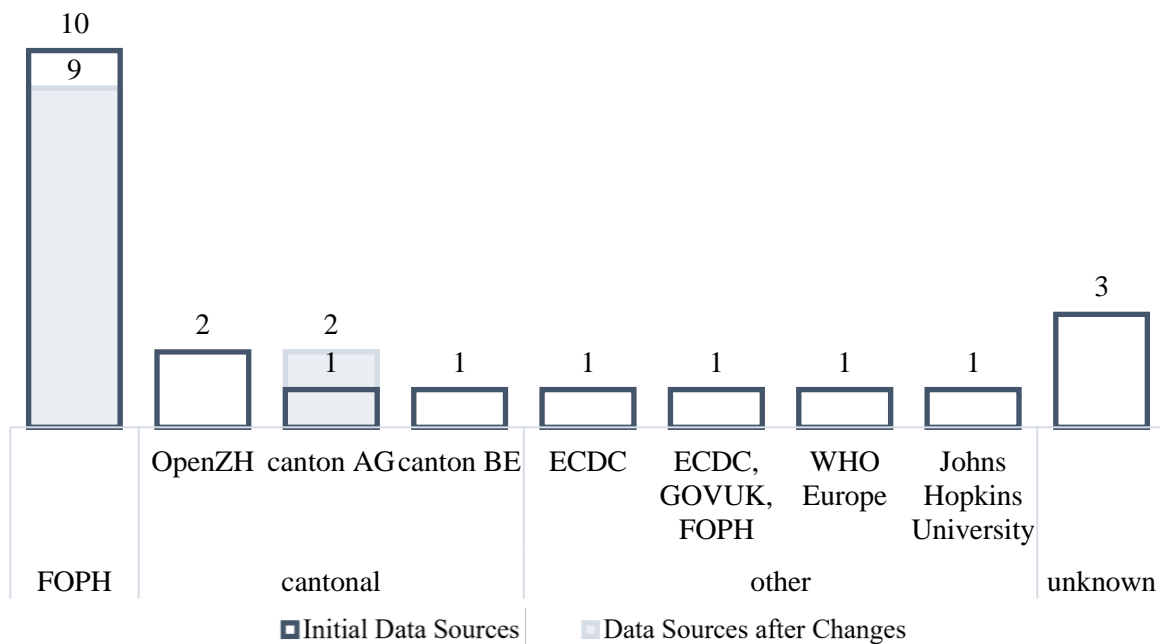 10
9
3
2
2
1
1
1
1
1
1
OpenZH
canton AG
canton BE
ECDC
ECDC,
GOVUK,
FOPH
WHO
Europe
Johns
Hopkins
University
FOPH
cantonal
other
unknown
Initial Data Sources
Data Sources after Changes